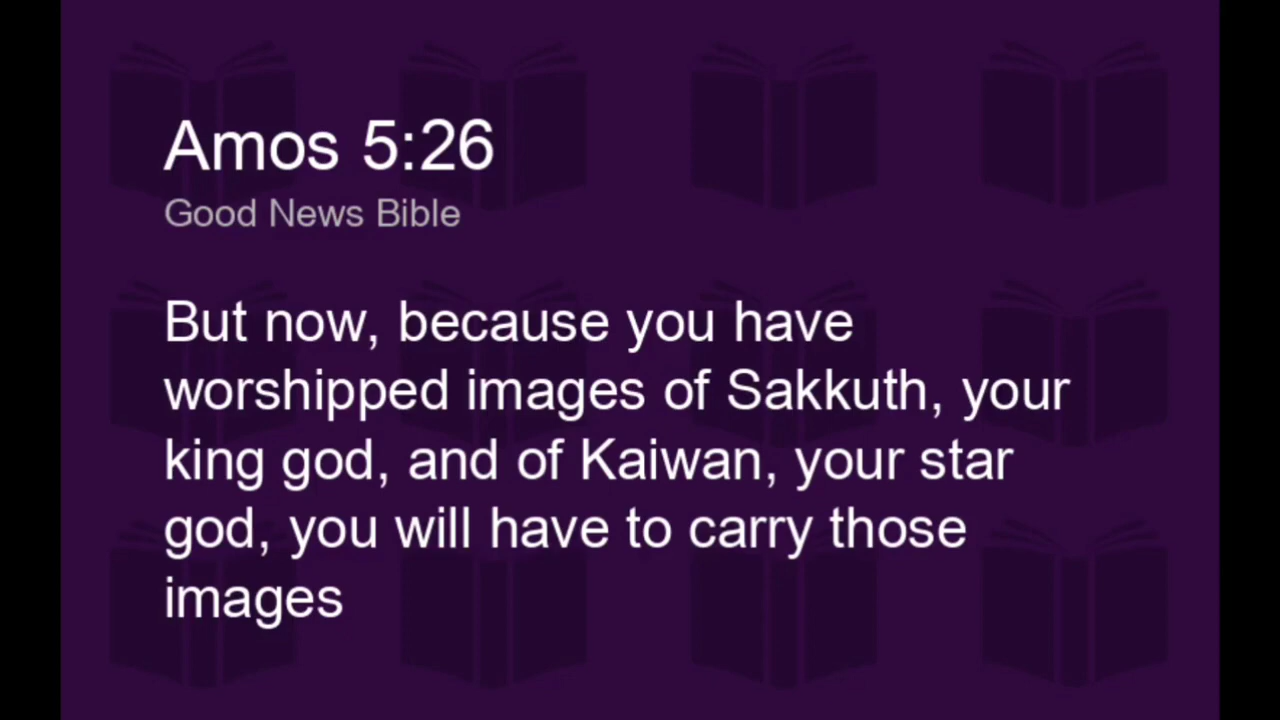 Amos 5:26
Good News Bible
But now, because you have
worshipped images of Sakkuth, your
king god, and of Kaiwan, your star
god, you will have to carry those
images